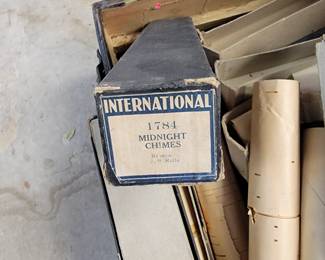 INTERNATIONAL
1784
MIDNIGHT
CHIMES